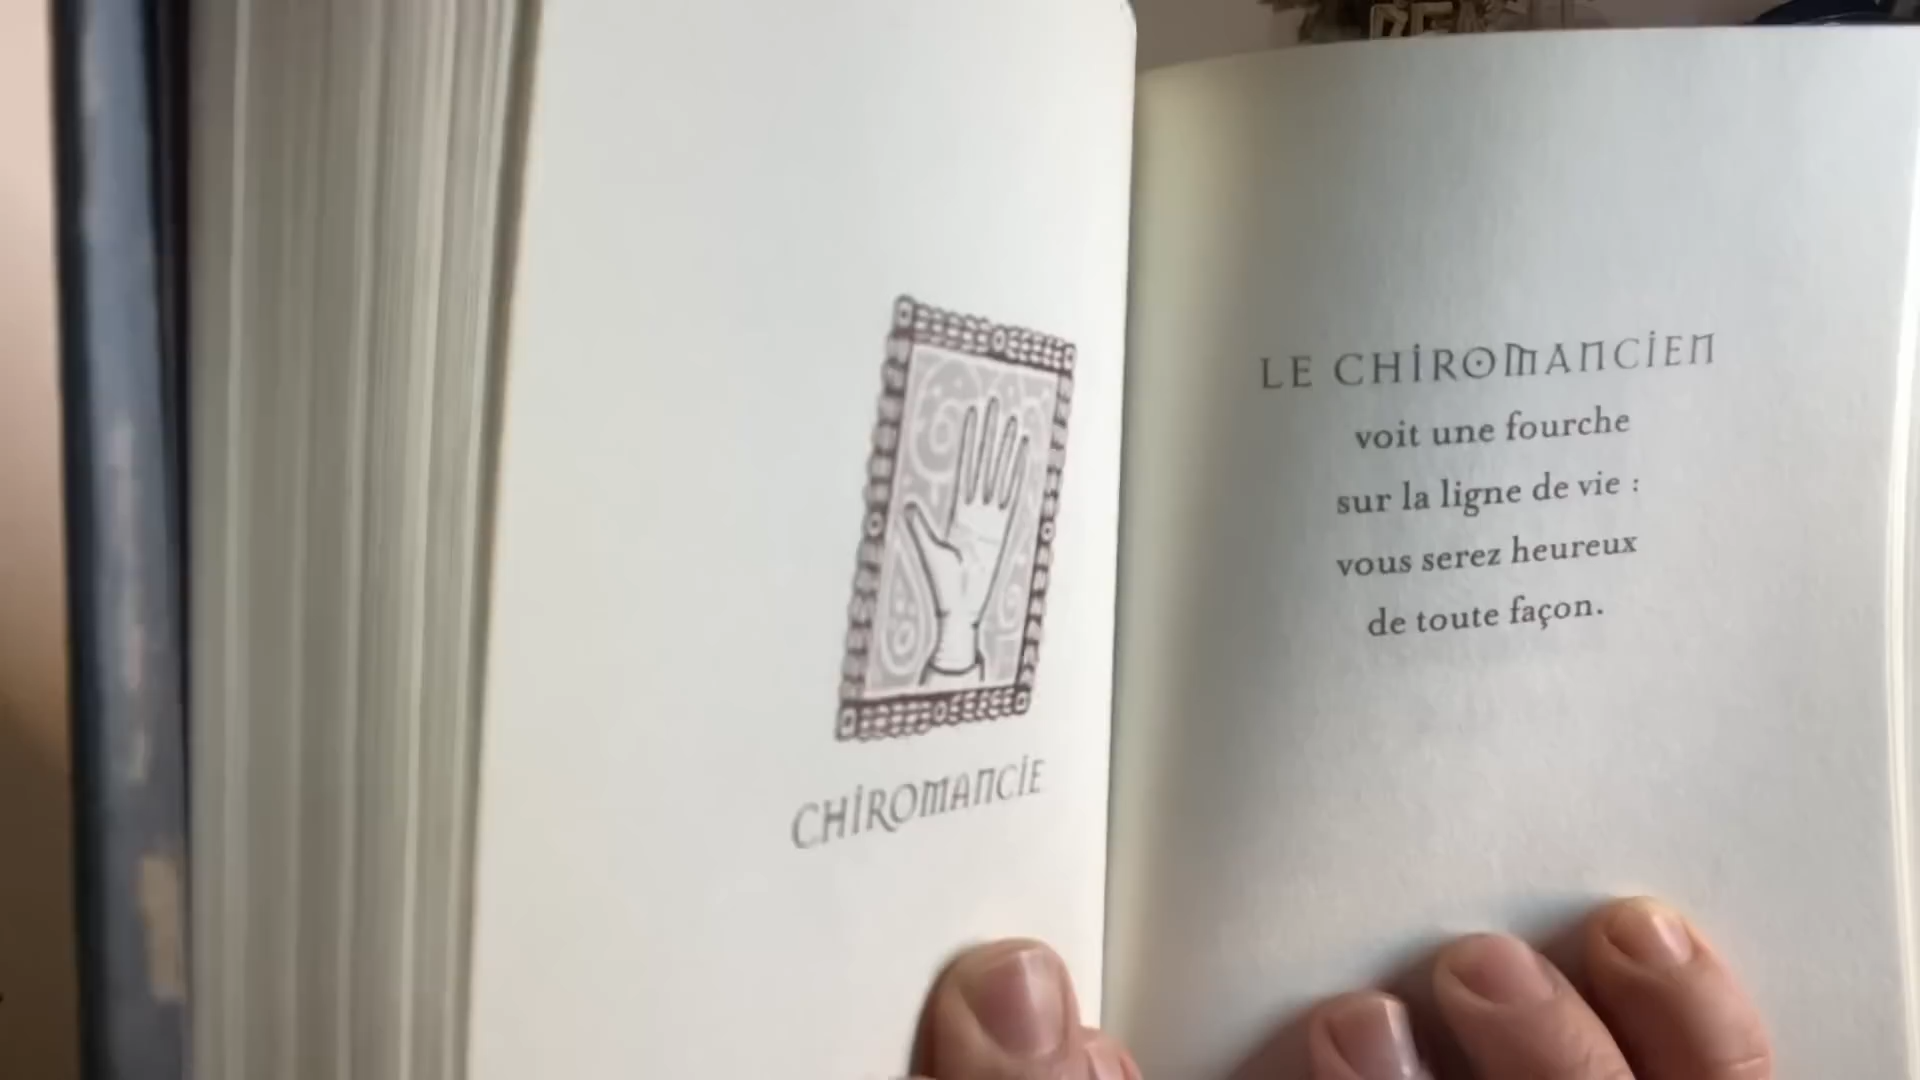 CHIROMANCIE
LE CHIROMANCIEN
voit une fourche
sur la ligne de vie :
vous serez heureux
de toute façon.